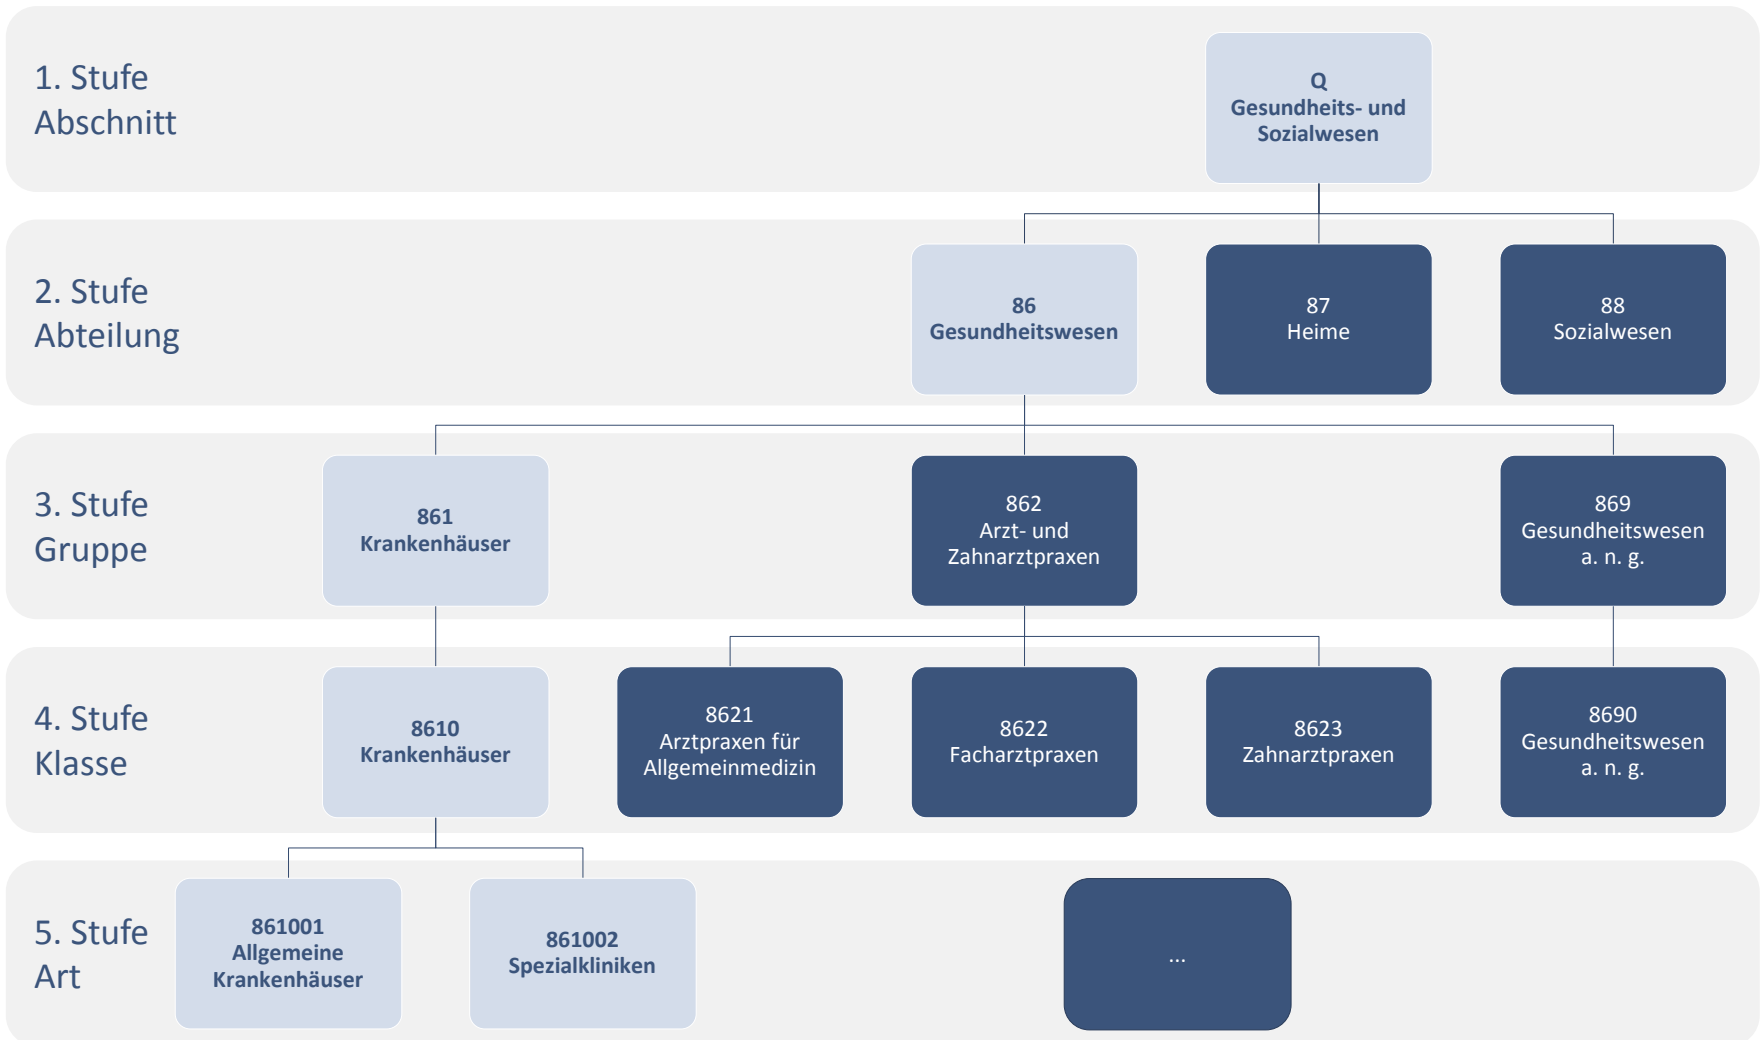 1. Stufe
Abschnitt
Q
Gesundheits- und
Sozialwesen
2. Stufe
Abteilung
86
Gesundheitswesen
87
Heime
88
Sozialwesen
3. Stufe
Gruppe
861
Krankenhäuser
862
Arzt- und
Zahnarztpraxen
869
Gesundheitswesen
a. n. g.
4. Stufe
Klasse
8610
Krankenhäuser
8621
Arztpraxen für
Allgemeinmedizin
8622
Facharztpraxen
8623
Zahnarztpraxen
8690
Gesundheitswesen
a. n. g.
5. Stufe
Art
861001
Allgemeine
Krankenhäuser
861002
Spezialkliniken
...